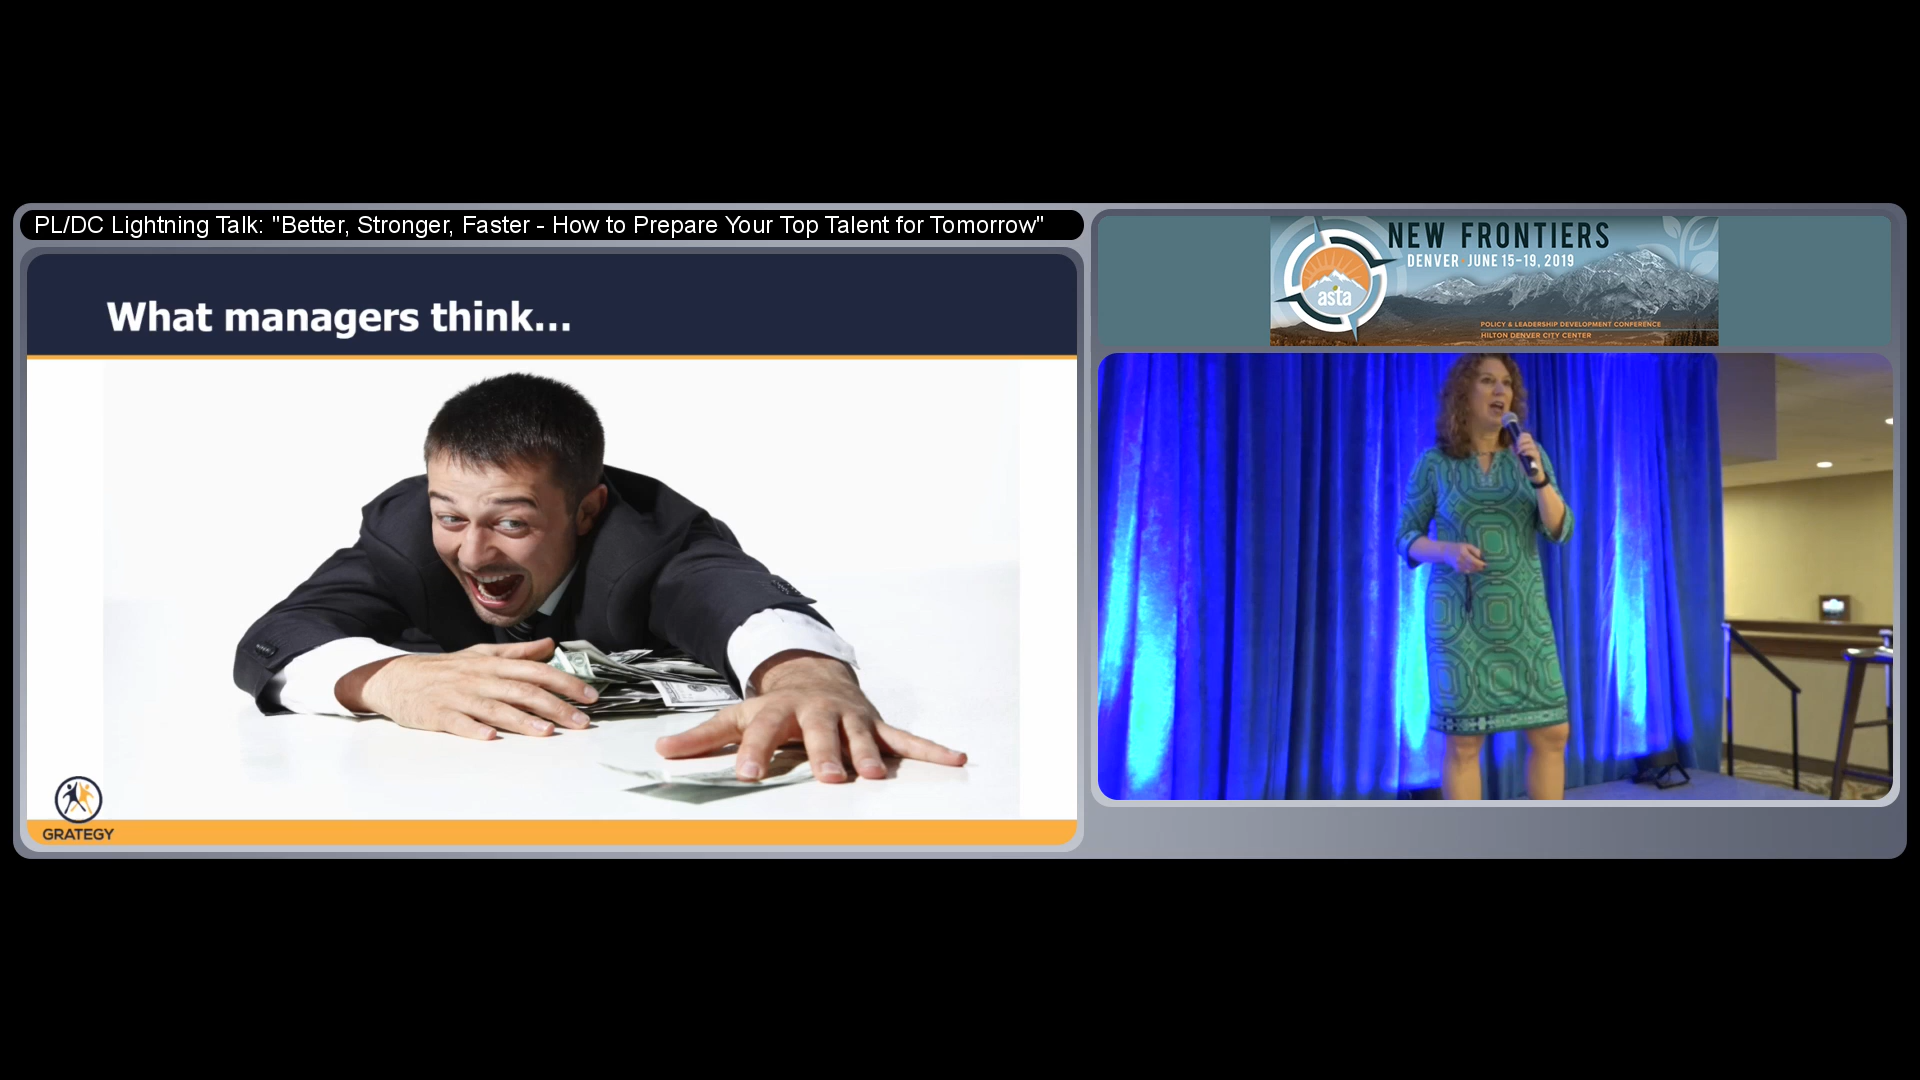 PL/DC Lightning Talk: "Better, Stronger, Faster - How to Prepare Your Top Talent for Tomorrow"
What managers think...
GRATEGY
NEW FRONTIERS
DENVER • JUNE 15–19, 2019
asta
POLICY & LEADERSHIP DEVELOPMENT CONFERENCE
HILTON DENVER CITY CENTER